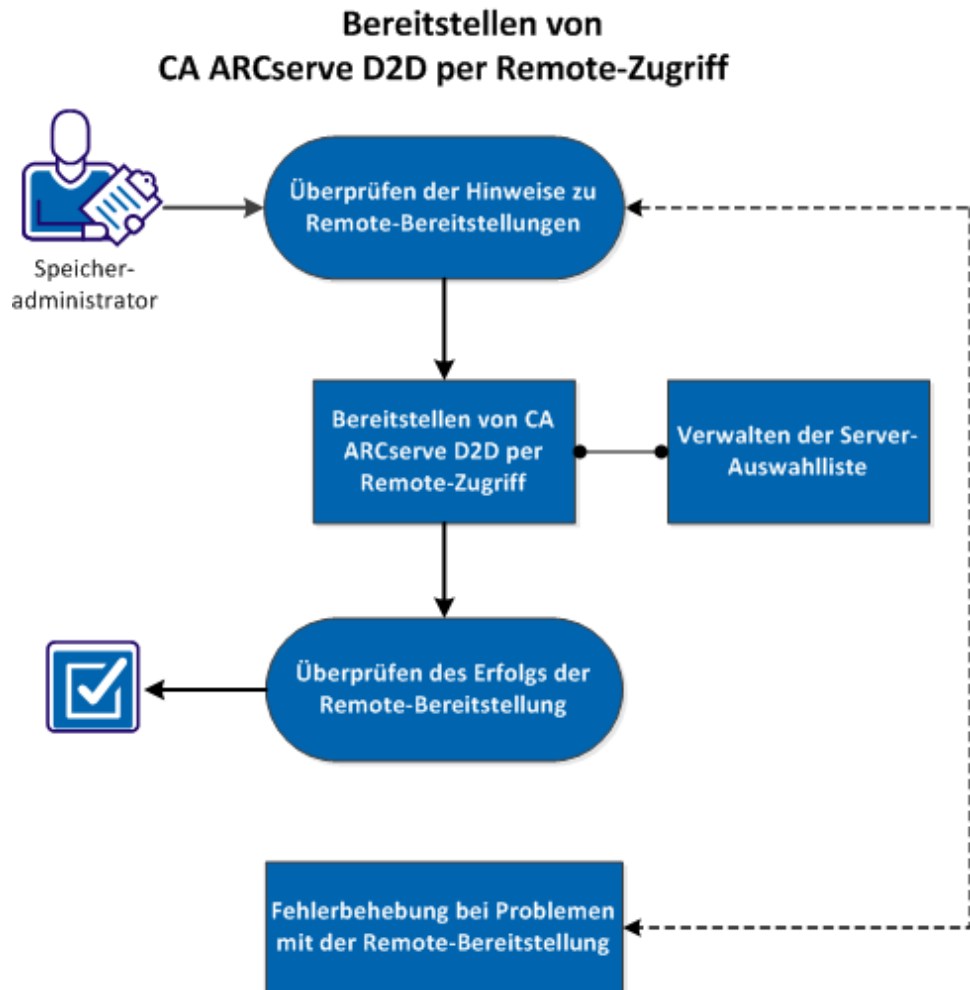 Bereitstellen von
CA ARCserve D2D per Remote-Zugriff
Speicher-
administrator
Überprüfen der Hinweise zu
Remote-Bereitstellungen
Bereitstellen von CA
ARCserve D2D per
Remote-Zugriff
Verwalten der Server-
Auswahlliste
Überprüfen des Erfolgs der
Remote-Bereitstellung
Fehlerbehebung bei Problemen
mit der Remote-Bereitstellung